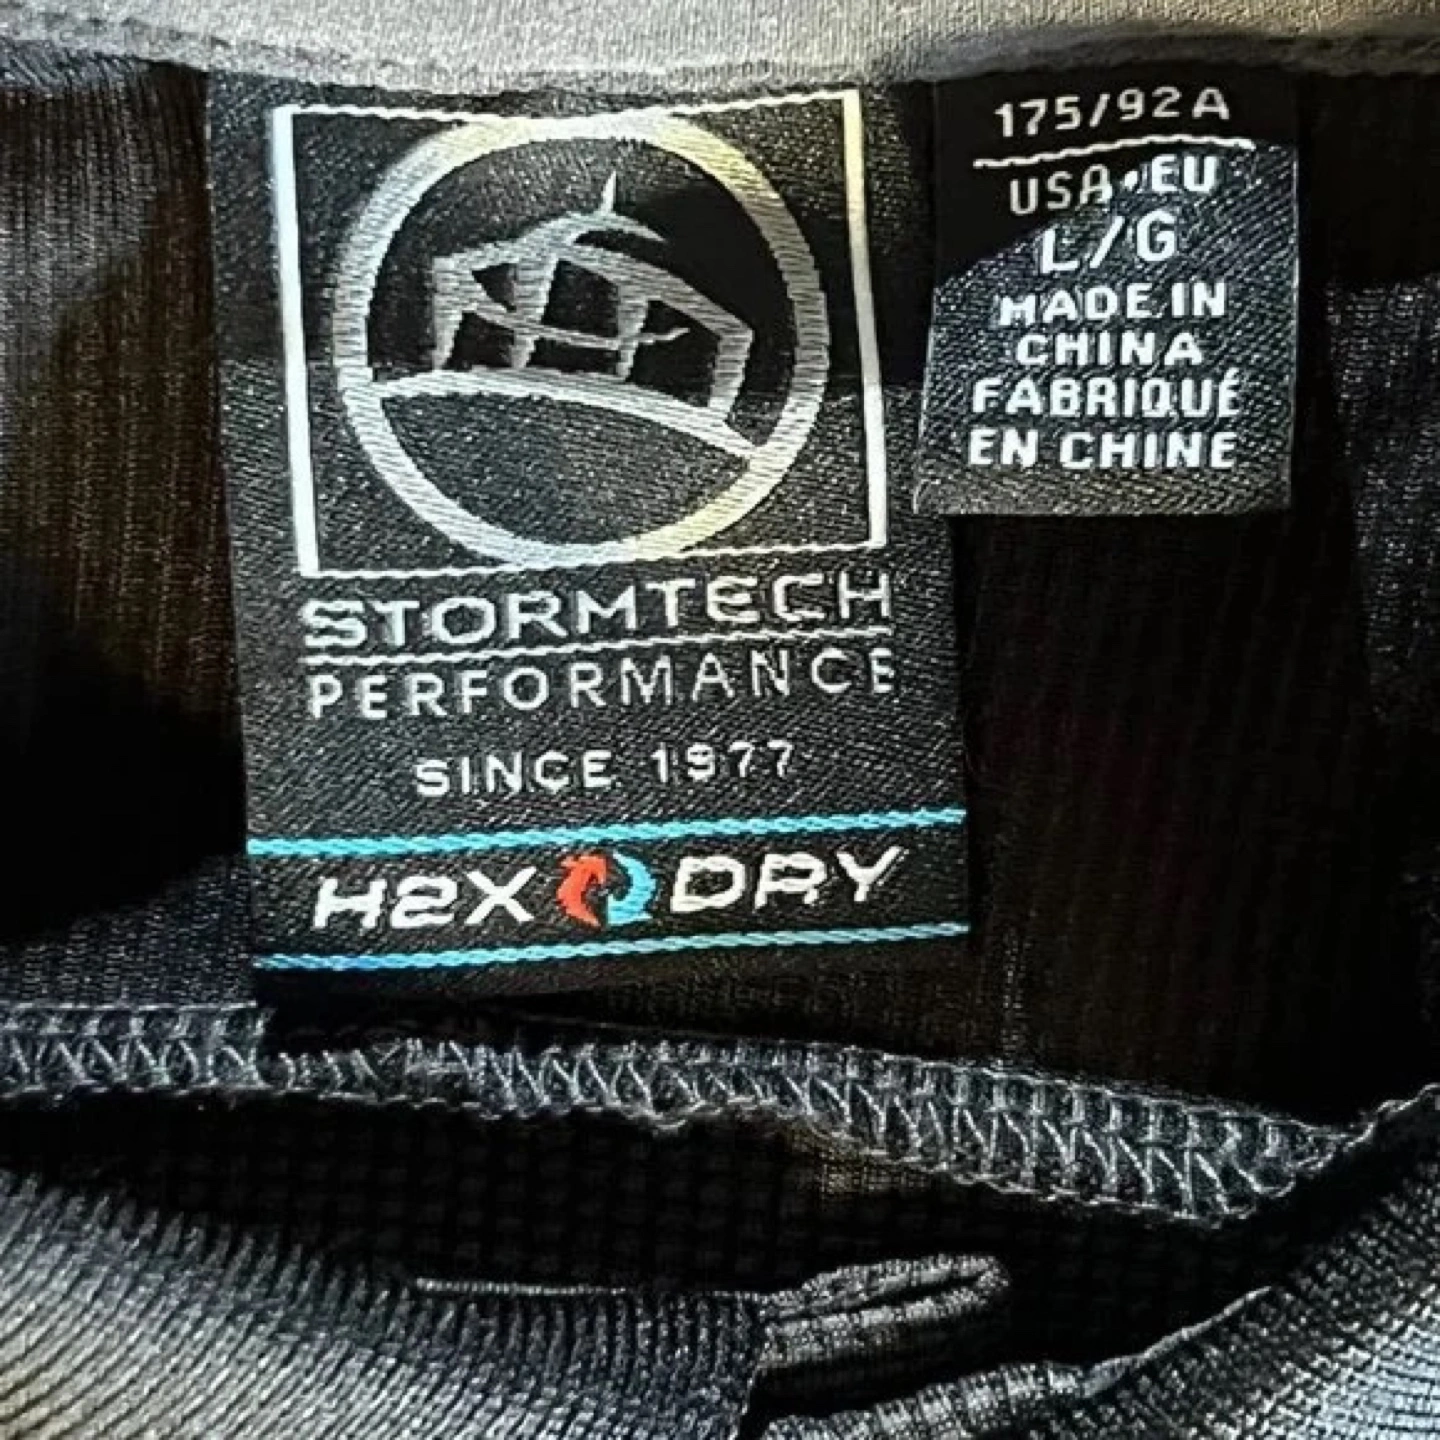 STORMTECH
PERFORMANCE
SINCE 1977
H2X DRY
175/92A
USA•EU
L/G
MADE IN
CHINA
FABRIQUÉ
EN CHINE